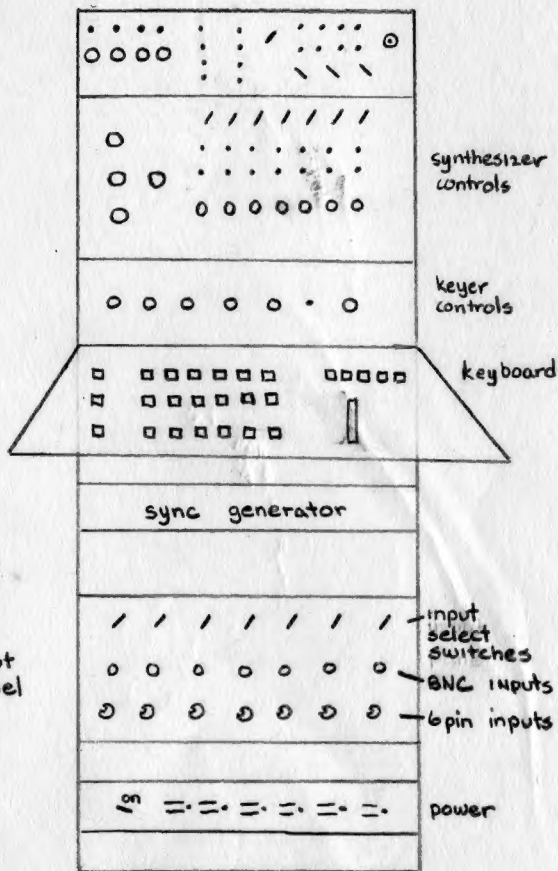 synthesizer
controls
keyer
controls
keyboard
sync generator
input
select
switches
BNC inputs
6pin inputs
on
power